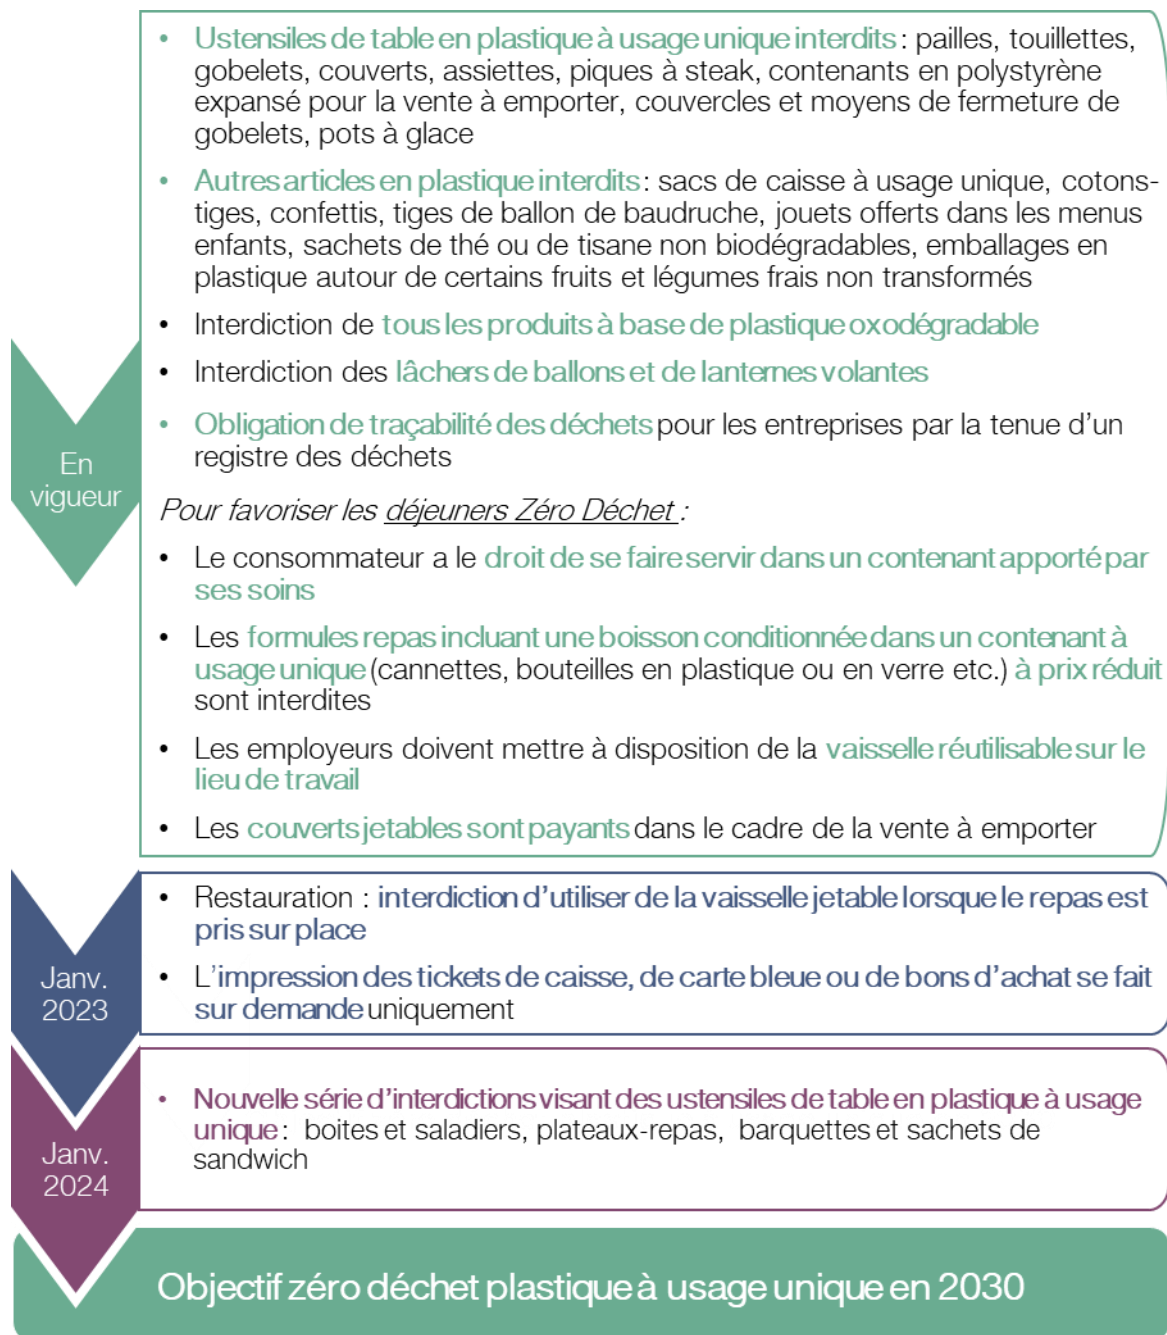 • Ustensiles de table en plastique à usage unique interdits : pailles, touillettes,
gobelets, couverts, assiettes, piques à steak, contenants en polystyrène
expansé pour la vente à emporter, couvercles et moyens de fermeture de
gobelets, pots à glace
• Autres articles en plastique interdits : sacs de caisse à usage unique, cotons-
tiges, confettis, tiges de ballon de baudruche, jouets offerts dans les menus
enfants, sachets de thé ou de tisane non biodégradables, emballages en
plastique autour de certains fruits et légumes frais non transformés
• Interdiction de tous les produits à base de plastique oxodégradable
• Interdiction des lâchers de ballons et de lanternes volantes
• Obligation de traçabilité des déchets pour les entreprises par la tenue d’un
registre des déchets
En
vigueur
Pour favoriser les déjeuners Zéro Déchet :
• Le consommateur a le droit de se faire servir dans un contenant apporté par
ses soins
• Les formules repas incluant une boisson conditionnée dans un contenant à
usage unique (cannettes, bouteilles en plastique ou en verre etc.) à prix réduit
sont interdites
• Les employeurs doivent mettre à disposition de la vaisselle réutilisable sur le
lieu de travail
• Les couverts jetables sont payants dans le cadre de la vente à emporter
Janv.
2023
• Restauration : interdiction d’utiliser de la vaisselle jetable lorsque le repas est
pris sur place
• L’impression des tickets de caisse, de carte bleue ou de bons d’achat se fait
sur demande uniquement
Janv.
2024
• Nouvelle série d’interdictions visant des ustensiles de table en plastique à usage
unique : boites et saladiers, plateaux-repas, barquettes et sachets de
sandwich
Objectif zéro déchet plastique à usage unique en 2030